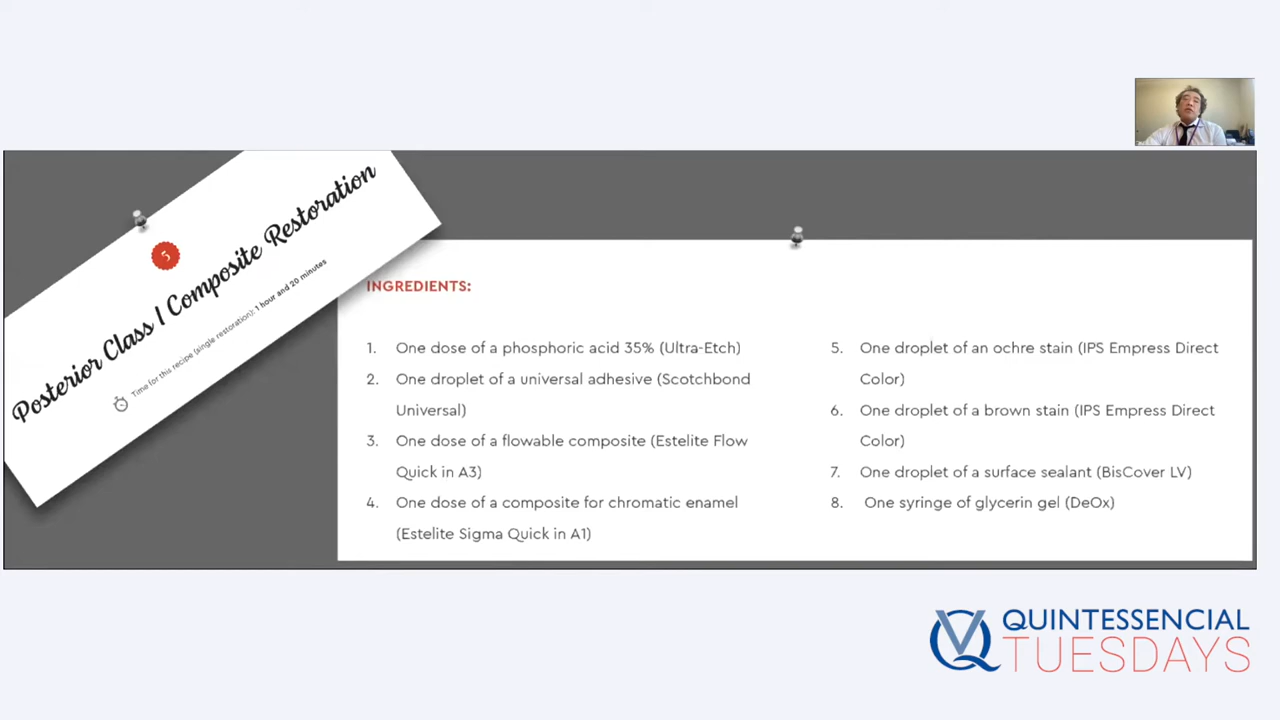 5
Posterior Class I Composite Restoration
Time for this recipe (single restoration): 1 hour and 20 minutes
INGREDIENTS:
1. One dose of a phosphoric acid 35% (Ultra-Etch)
2. One droplet of a universal adhesive (Scotchbond
Universal)
3. One dose of a flowable composite (Estelite Flow
Quick in A3)
4. One dose of a composite for chromatic enamel
(Estelite Sigma Quick in A1)
5. One droplet of an ochre stain (IPS Empress Direct
Color)
6. One droplet of a brown stain (IPS Empress Direct
Color)
7. One droplet of a surface sealant (BisCover LV)
8. One syringe of glycerin gel (DeOx)
QV QUINTESSENCIAL
TUESDAYS